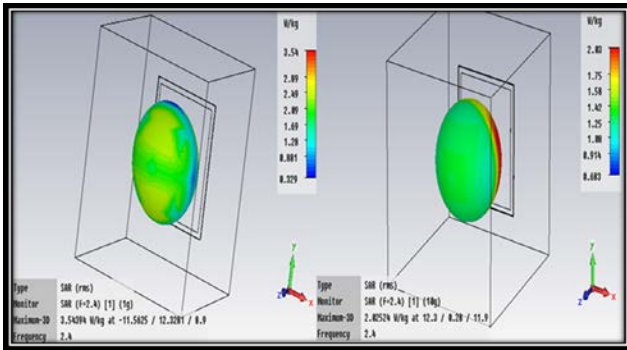 W/kg
3.54
2.89
2.49
2.09
1.69
1.28
0.881
0.329
y
z
x
Type SAR (rms)
Monitor SAR (f=2.4) [1] (1g)
Maximum-3D 3.54394 W/kg at -11.5625 / 12.3281 / 8.9
Frequency 2.4
W/kg
2.03
1.75
1.58
1.42
1.25
1.08
0.914
0.683
y
z
x
Type SAR (rms)
Monitor SAR (f=2.4) [1] (10g)
Maximum-3D 2.02524 W/kg at 12.3 / 0.28 / -11.9
Frequency 2.4